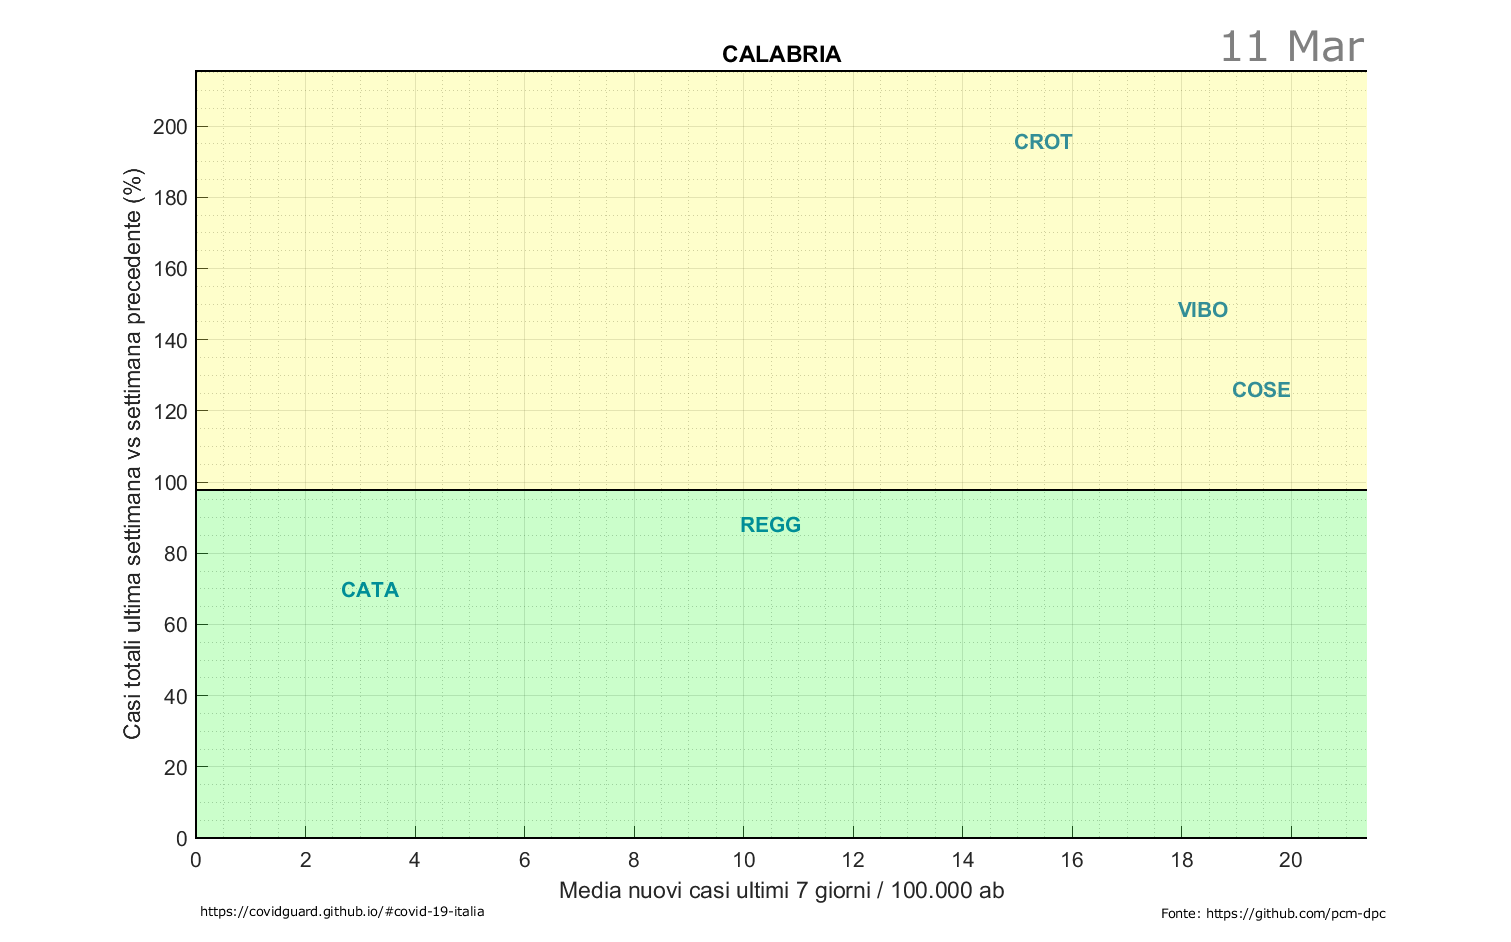 CALABRIA
11 Mar
Casi totali ultima settimana vs settimana precedente (%)
200
180
160
140
120
100
80
60
40
20
0
CROT
VIBO
COSE
REGG
CATA
0 2 4 6 8 10 12 14 16 18 20
Media nuovi casi ultimi 7 giorni / 100.000 ab
https://covidguard.github.io/#covid-19-italia
Fonte: https://github.com/pcm-dpc